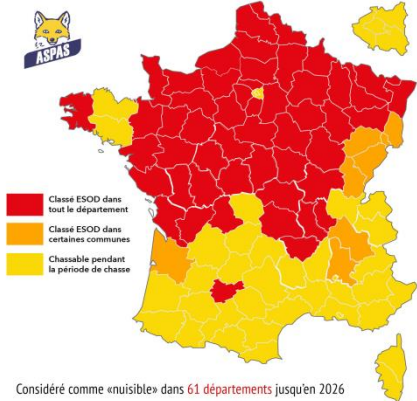 ASPAS
Classé ESOD dans
tout le département
Classé ESOD dans
certaines communes
Chassable pendant
la période de chasse
Considéré comme «nuisible» dans 61 départements jusqu'en 2026